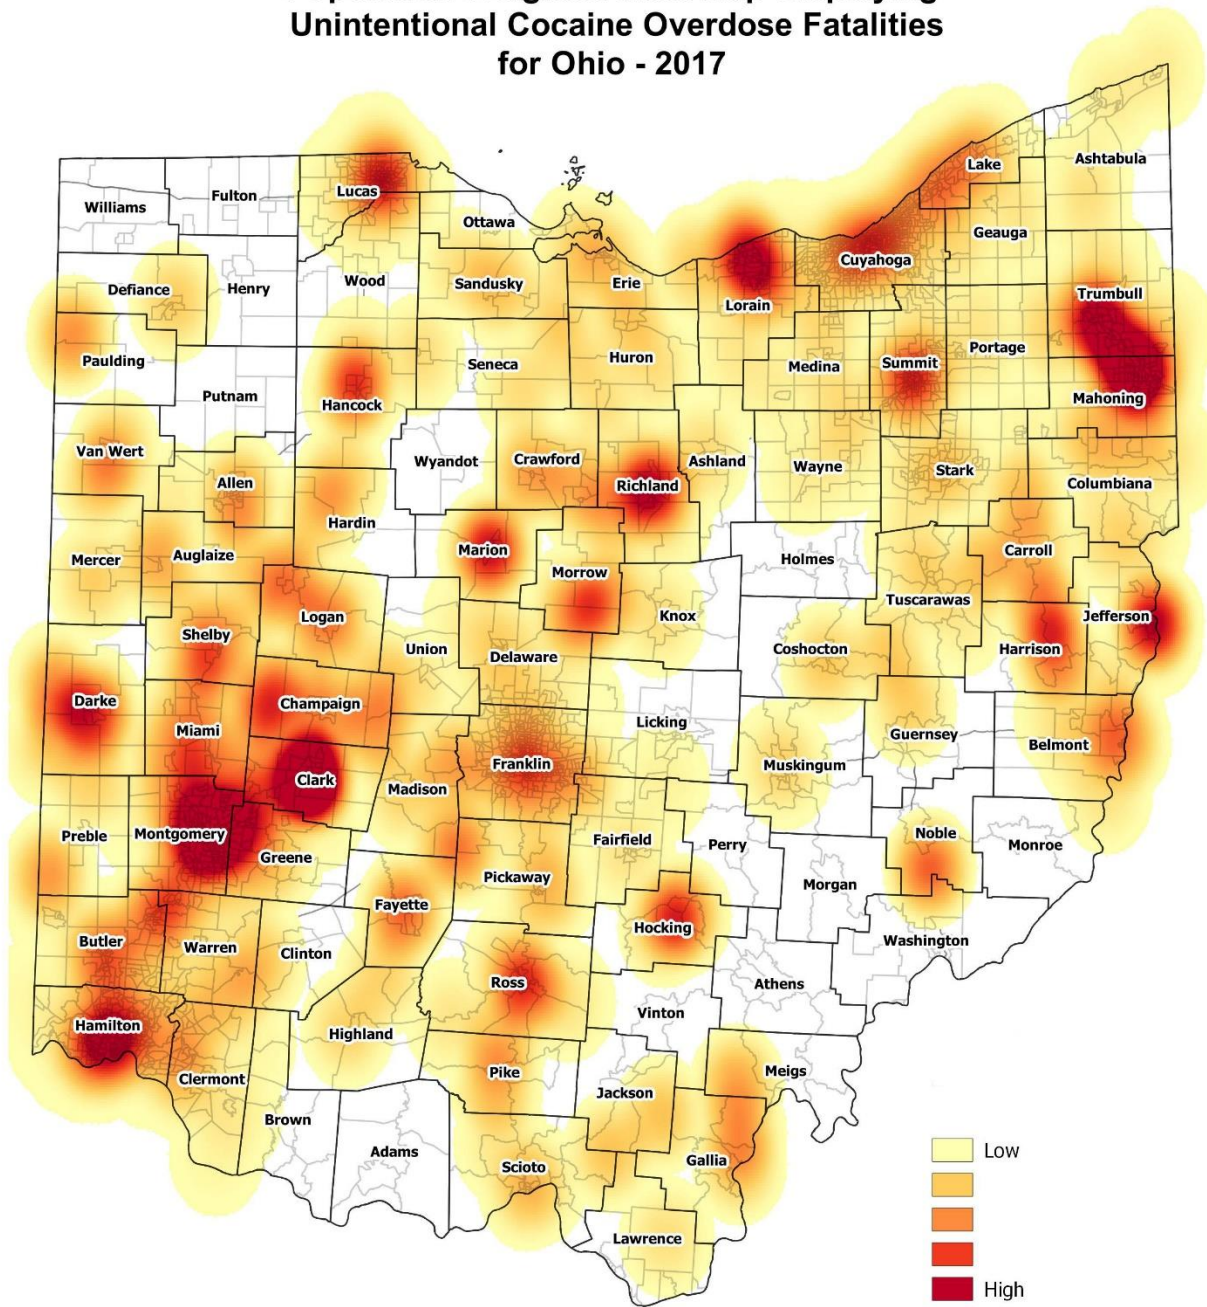 Unintentional Cocaine Overdose Fatalities
for Ohio - 2017
Lake
Ashtabula
Lucas
Fulton
Williams
Ottawa
Geauga
Cuyahoga
Wood
Sandusky
Erie
Defiance
Henry
Trumbull
Lorain
Portage
Huron
Paulding
Seneca
Medina
Summit
Putnam
Hancock
Mahoning
Van Wert
Wyandot
Crawford
Ashland
Wayne
Stark
Allen
Richland
Columbiana
Hardin
Marion
Carroll
Auglaize
Mercer
Holmes
Morrow
Tuscarawas
Logan
Knox
Jefferson
Shelby
Union
Coshocton
Harrison
Delaware
Darke
Champaign
Licking
Miami
Guernsey
Belmont
Franklin
Muskingum
Clark
Madison
Preble
Montgomery
Noble
Fairfield
Perry
Monroe
Greene
Pickaway
Morgan
Fayette
Hocking
Butler
Warren
Clinton
Washington
Ross
Athens
Vinton
Hamilton
Highland
Pike
Meigs
Clermont
Jackson
Brown
Adams
Low
Scioto
Gallia
Lawrence
High